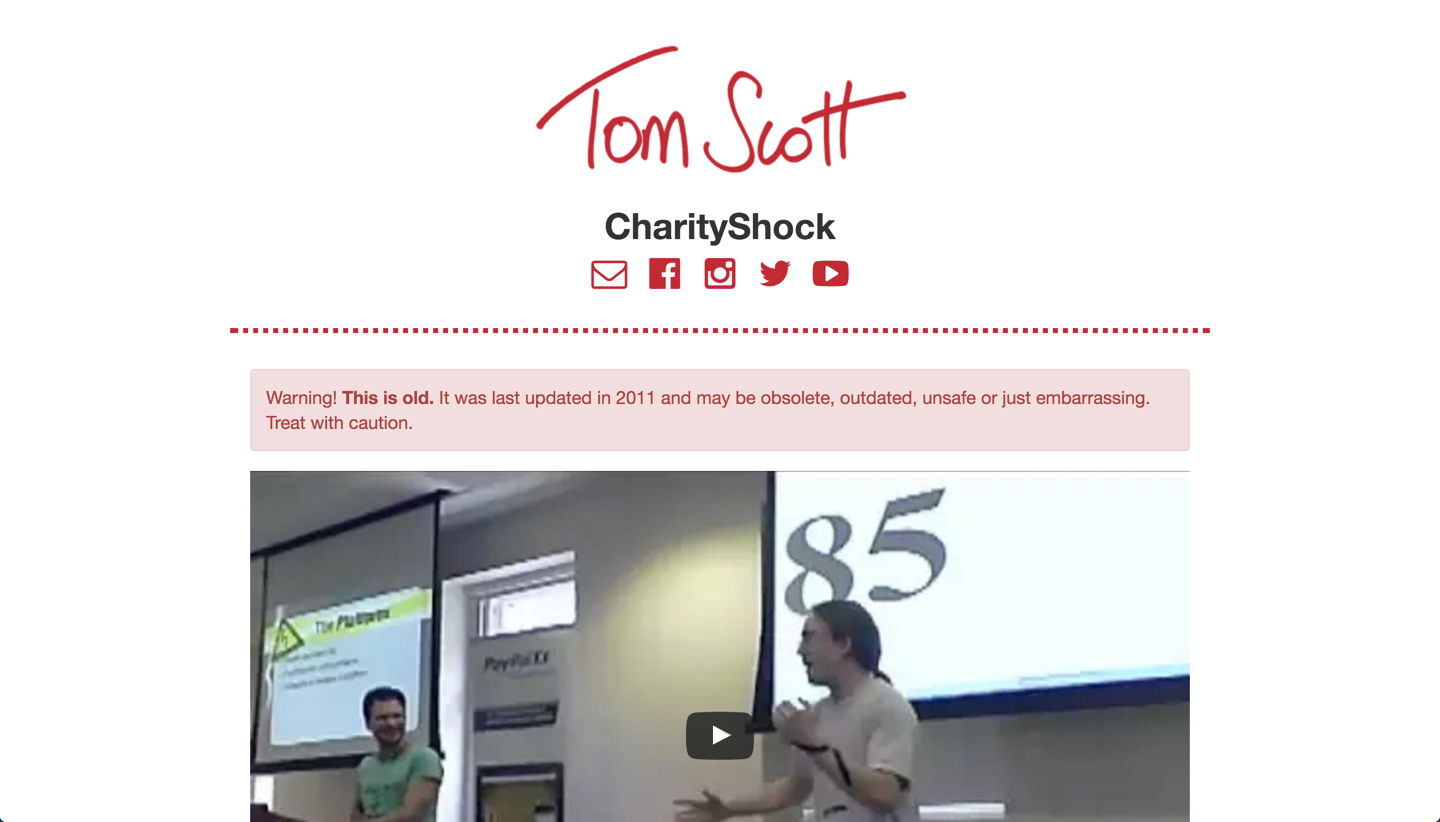 Tom Scott
CharityShock
Warning! This is old. It was last updated in 2011 and may be obsolete, outdated, unsafe or just embarrassing.
Treat with caution.
85
The Platform
PayPal X